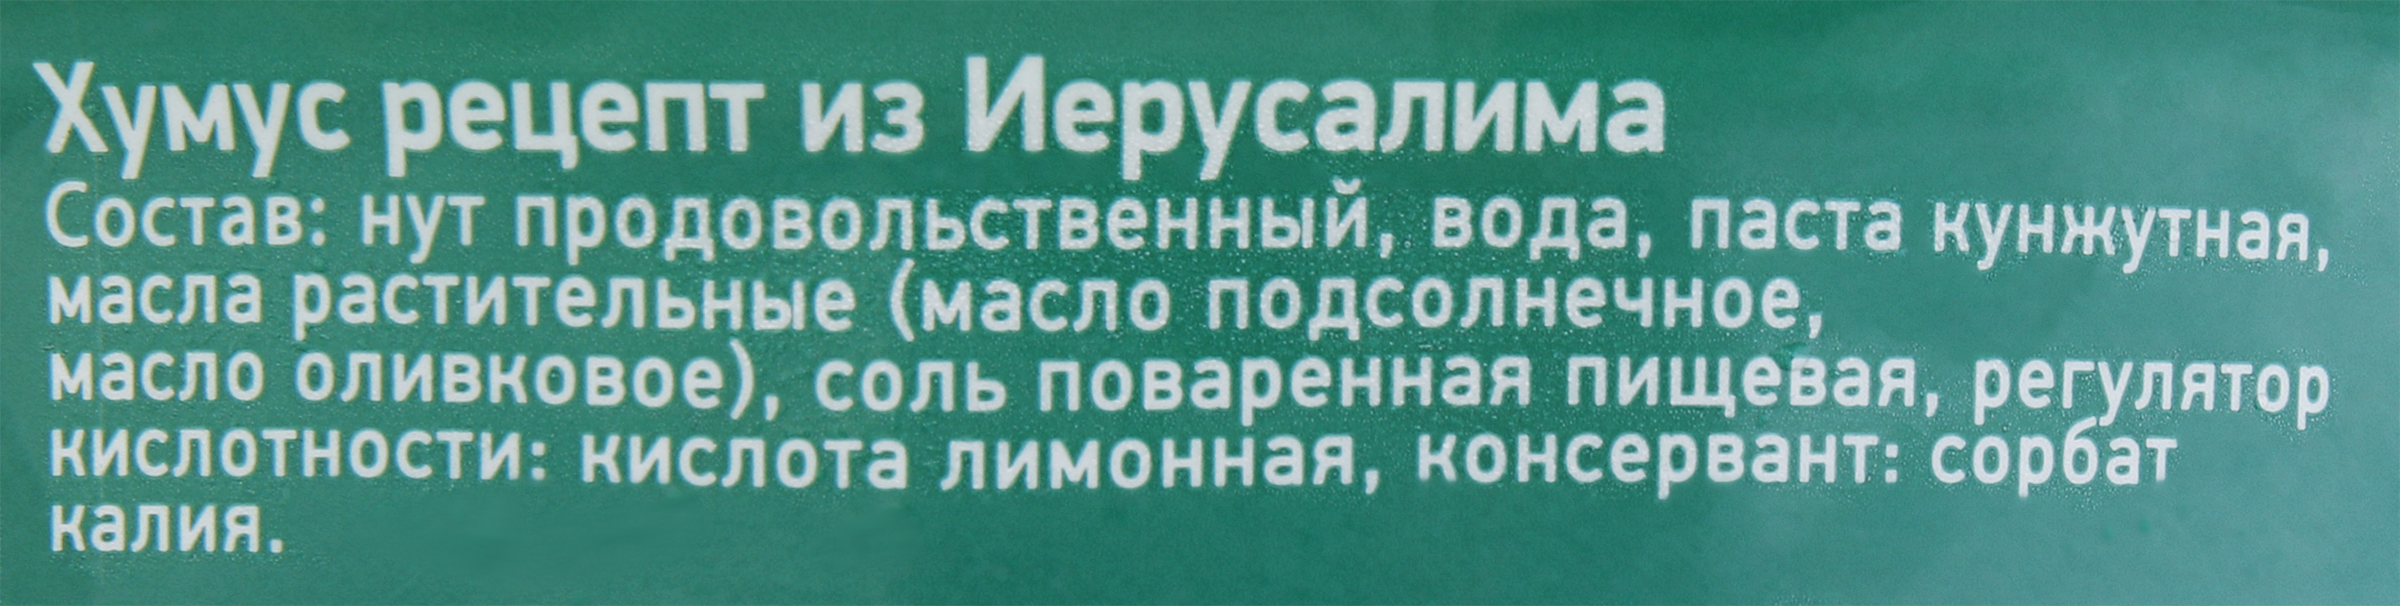 Хумус рецепт из Иерусалима
Состав: нут продовольственный, вода, паста кунжутная,
масла растительные (масло подсолнечное,
масло оливковое), соль поваренная пищевая, регулятор
кислотности: кислота лимонная, консервант: сорбат
калия.